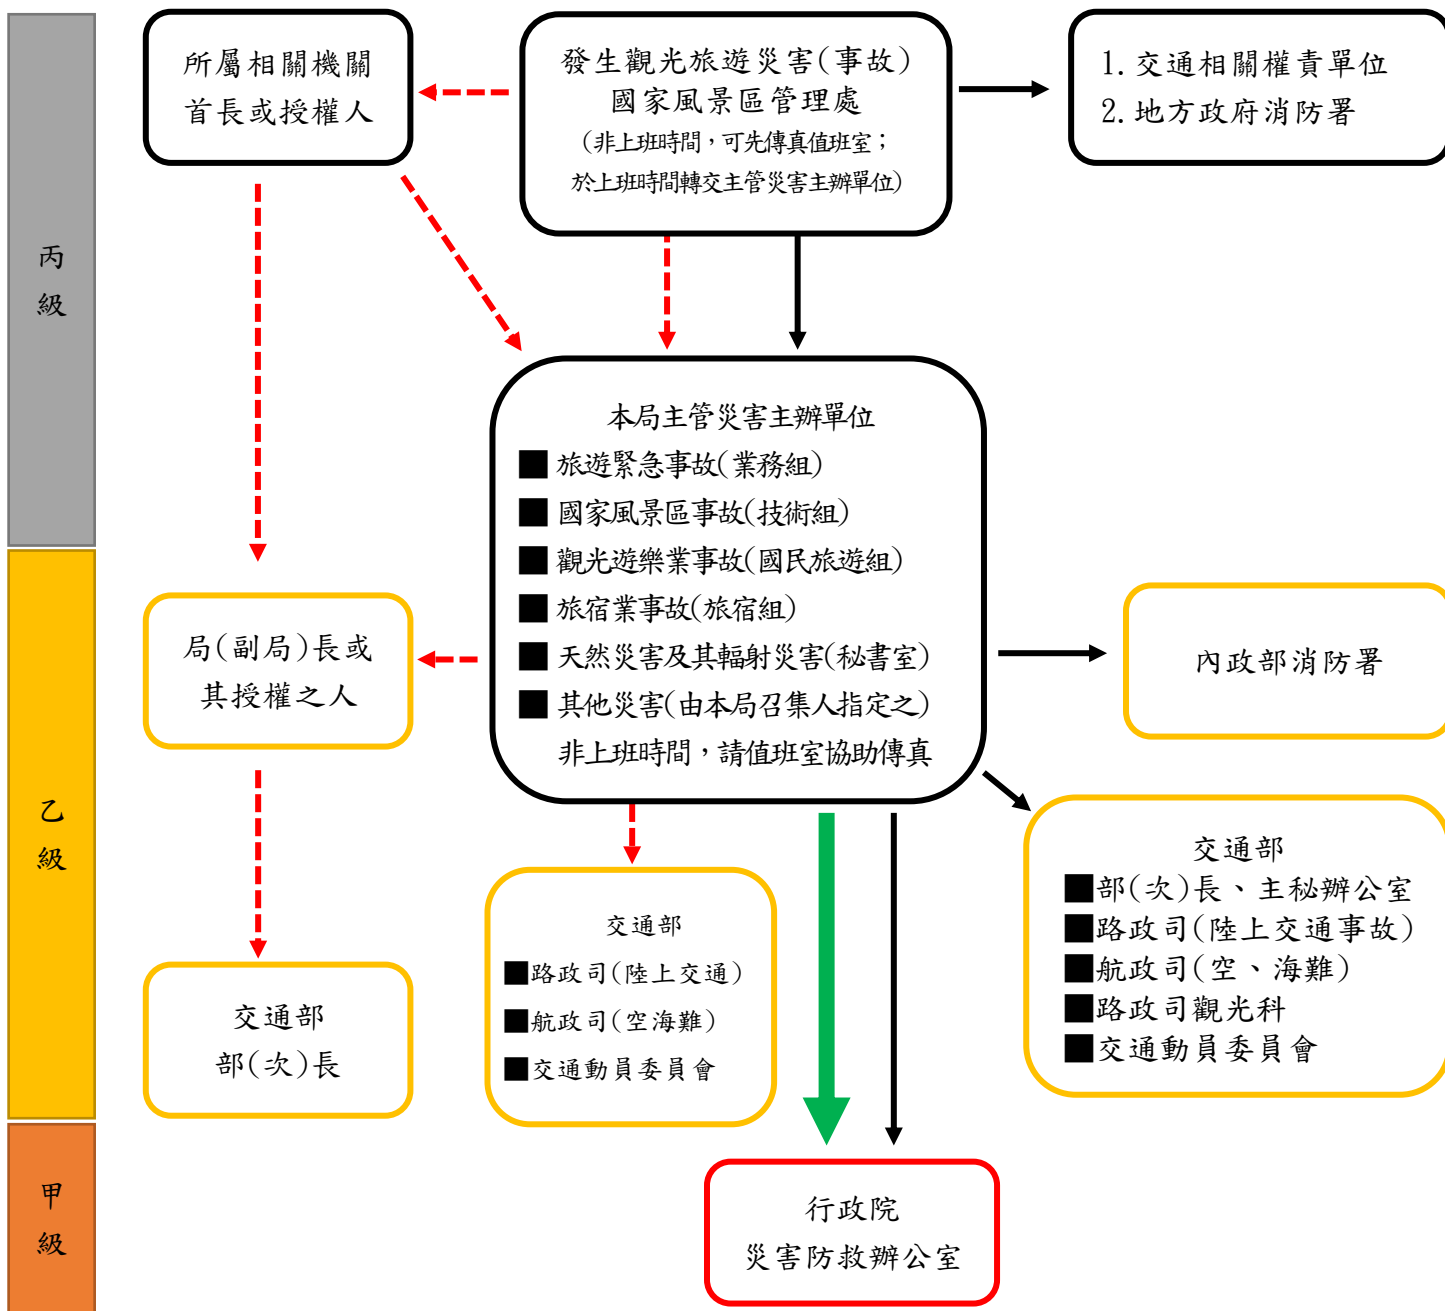 丙
級
所屬相關機關
首長或授權人
發生觀光旅遊災害(事故)
國家風景區管理處
(非上班時間，可先傳真值班室；
於上班時間轉交主管災害主辦單位)
1. 交通相關權責單位
2. 地方政府消防署
本局主管災害主辦單位
■ 旅遊緊急事故(業務組)
■ 國家風景區事故(技術組)
■ 觀光遊樂業事故(國民旅遊組)
■ 旅宿業事故(旅宿組)
■ 天然災害及其輻射災害(秘書室)
■ 其他災害(由本局召集人指定之)
非上班時間，請值班室協助傳真
乙
級
局(副局)長或
其授權之人
內政部消防署
交通部
部(次)長
交通部
■路政司(陸上交通)
■航政司(空海難)
■交通動員委員會
交通部
■部(次)長、主秘辦公室
■路政司(陸上交通事故)
■航政司(空、海難)
■路政司觀光科
■交通動員委員會
甲
級
行政院
災害防救辦公室